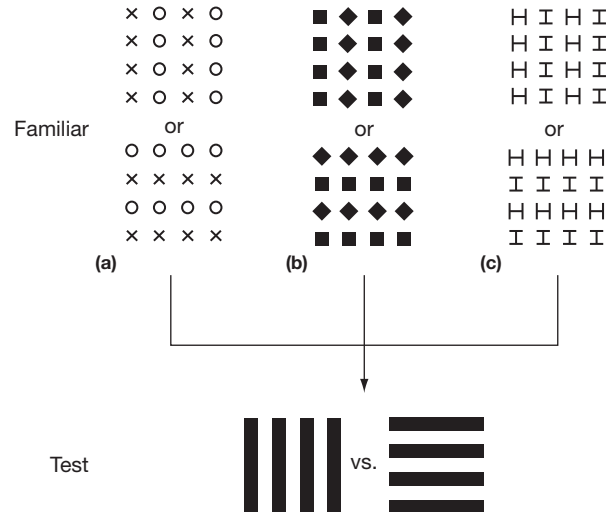 × O × O H I H I
× O × O H I H I
× O × O H I H I
× O × O H I H I
Familiar or or or
O O O O H H H H
× × × × I I I I
O O O O H H H H
× × × × I I I I
(a) (b) (c)
Test vs.